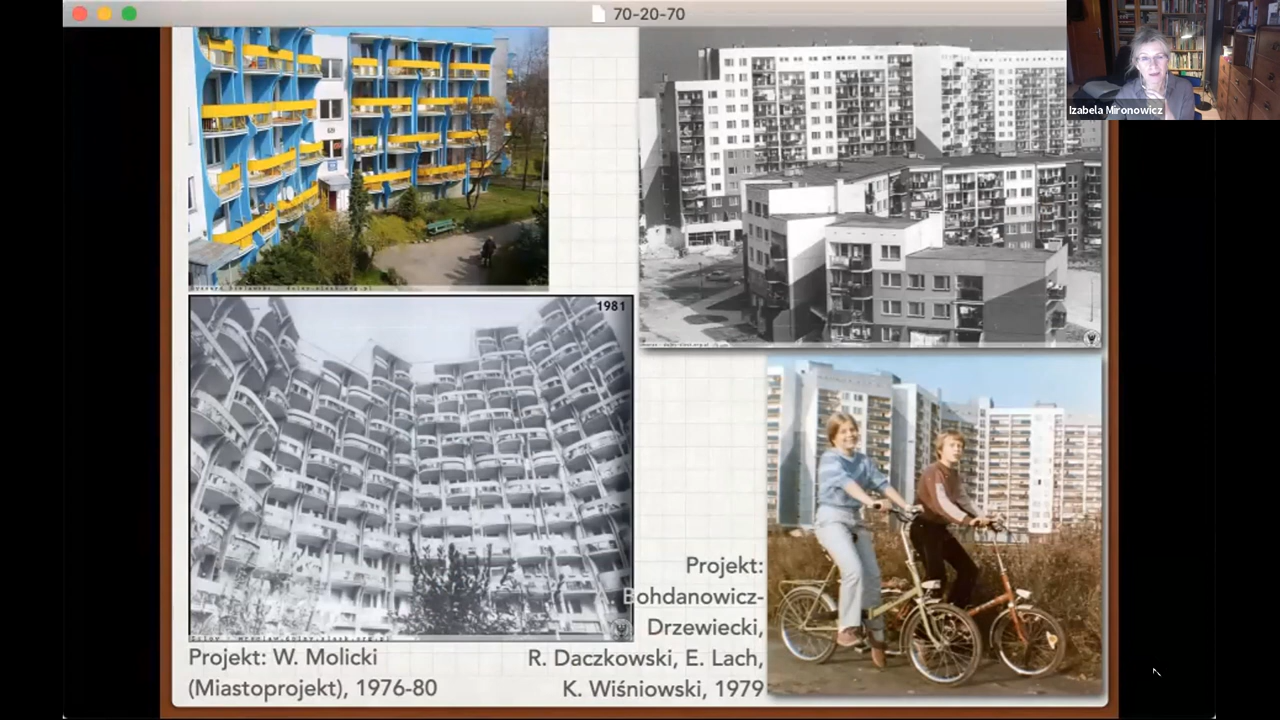 70-20-70
Izabela Mironowicz
1981
Projekt: W. Molicki
(Miastoprojekt), 1976-80
Projekt:
Bohdanowicz-
Drzewiecki,
R. Daczkowski, E. Lach,
K. Wiśniowski, 1979